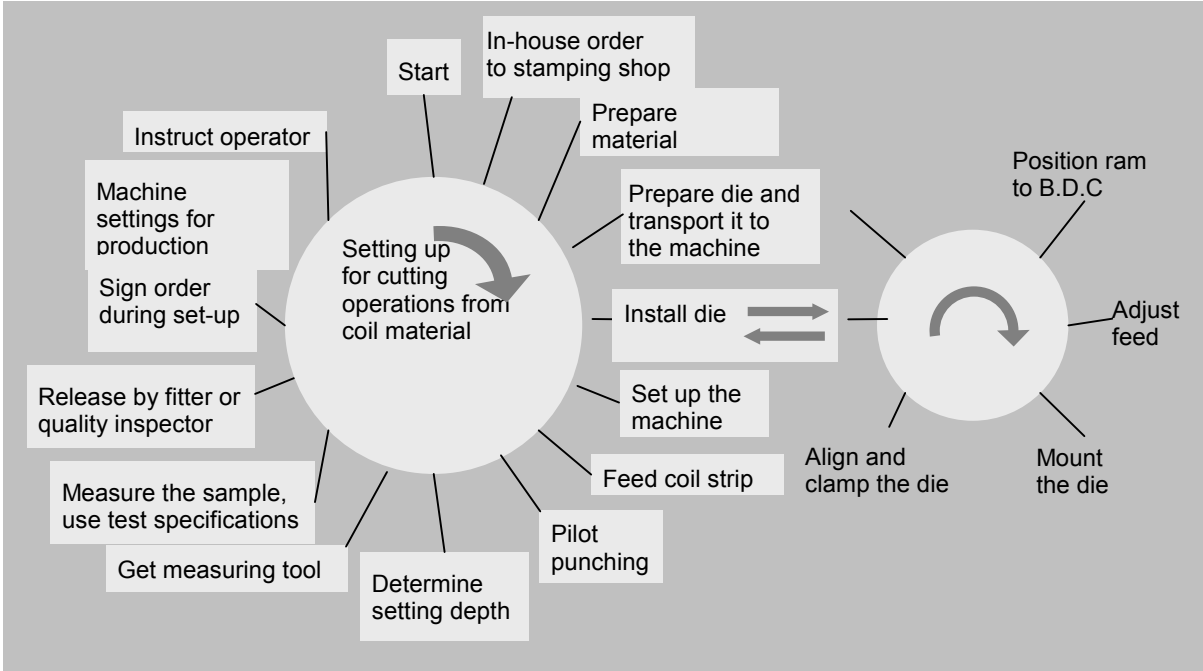 Start
In-house order
to stamping shop
Prepare
material
Prepare die and
transport it to
the machine
Install die
Set up the
machine
Feed coil strip
Pilot
punching
Determine
setting depth
Get measuring tool
Measure the sample,
use test specifications
Release by fitter or
quality inspector
Sign order
during set-up
Machine
settings for
production
Instruct operator
Setting up
for cutting
operations from
coil material
Position ram
to B.D.C
Adjust
feed
Mount
the die
Align and
clamp the die